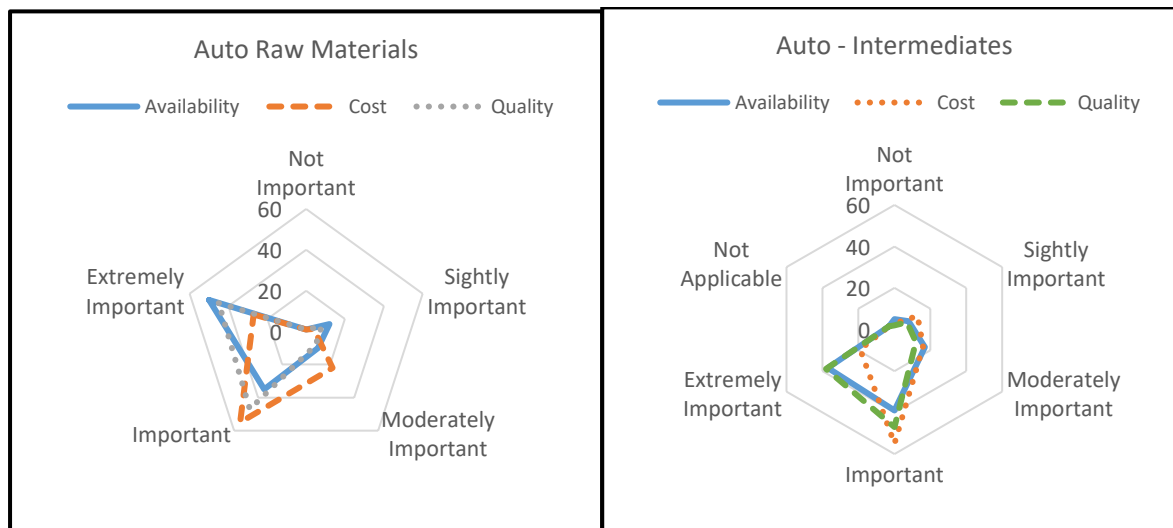 Auto Raw Materials
Availability Cost Quality
Not
Important
60
40
20
0
Sightly
Important
Moderately
Important
Important
Extremely
Important
Auto - Intermediates
Availability Cost Quality
Not
Important
60
40
20
0
Sightly
Important
Moderately
Important
Important
Extremely
Important
Not
Applicable